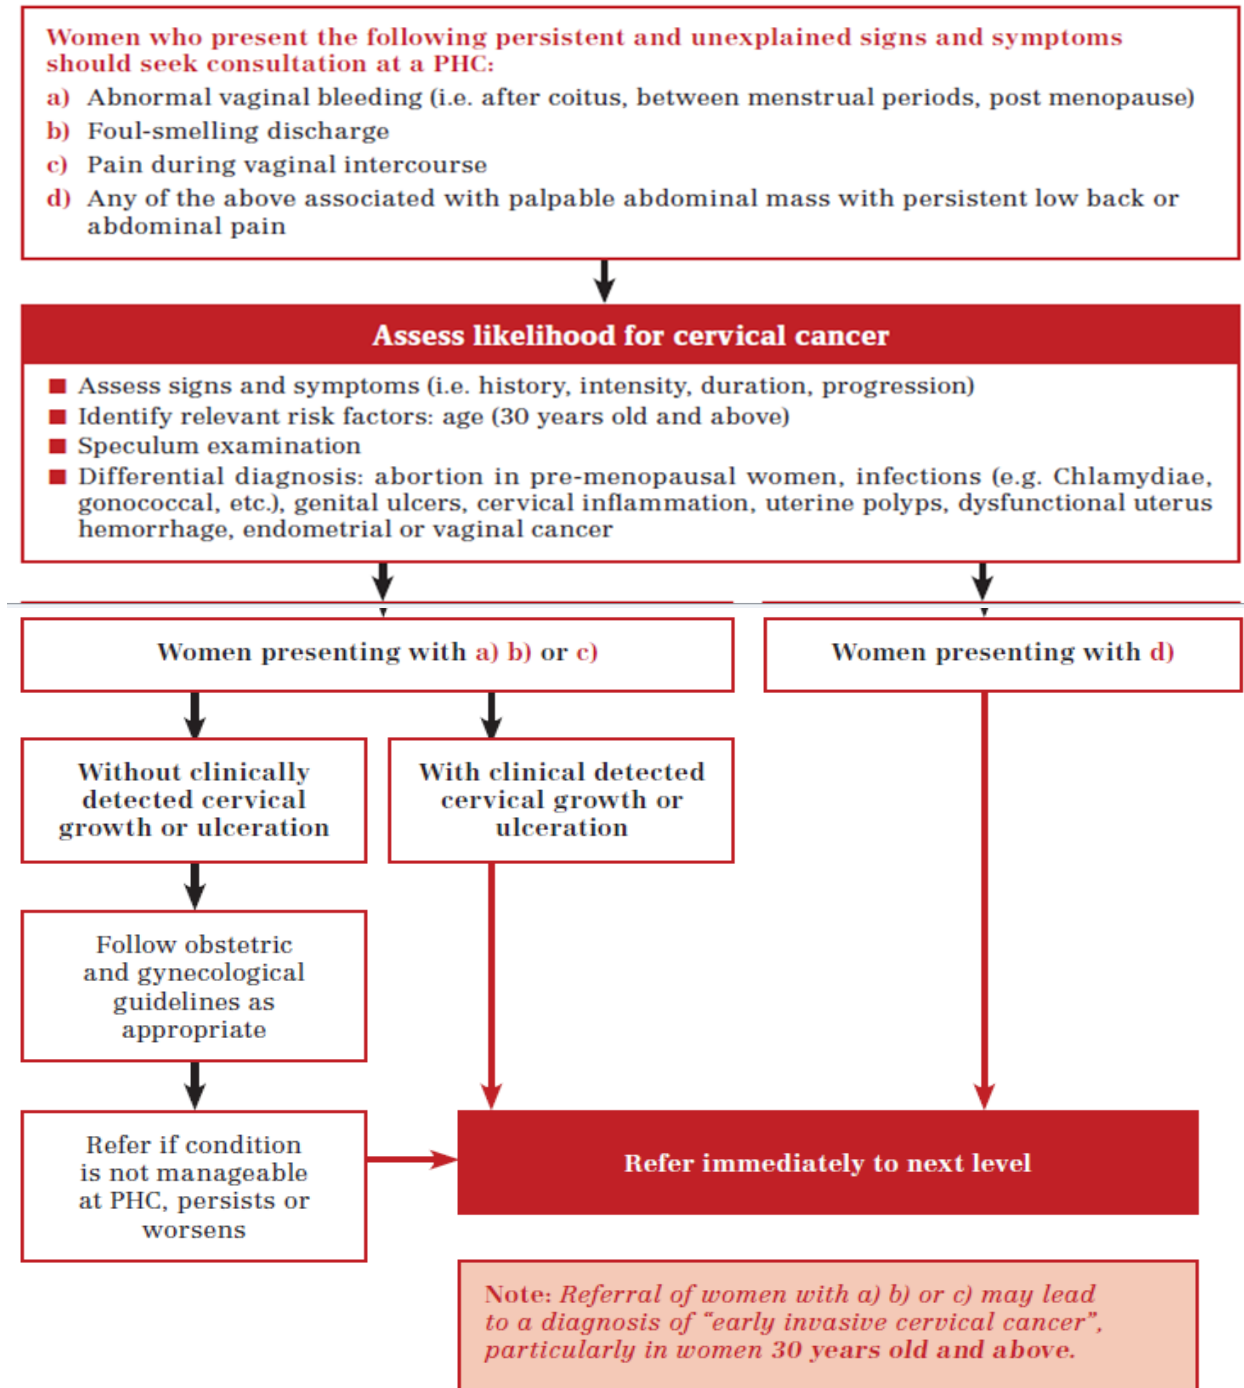 Women who present the following persistent and unexplained signs and symptoms
should seek consultation at a PHC:
a) Abnormal vaginal bleeding (i.e. after coitus, between menstrual periods, post menopause)
b) Foul-smelling discharge
c) Pain during vaginal intercourse
d) Any of the above associated with palpable abdominal mass with persistent low back or
abdominal pain
Assess likelihood for cervical cancer
■ Assess signs and symptoms (i.e. history, intensity, duration, progression)
■ Identify relevant risk factors: age (30 years old and above)
■ Speculum examination
■ Differential diagnosis: abortion in pre-menopausal women, infections (e.g. Chlamydiae,
gonococcal, etc.), genital ulcers, cervical inflammation, uterine polyps, dysfunctional uterus
hemorrhage, endometrial or vaginal cancer
Women presenting with a) b) or c)
Women presenting with d)
Without clinically
detected cervical
growth or ulceration
With clinical detected
cervical growth or
ulceration
Follow obstetric
and gynecological
guidelines as
appropriate
Refer if condition
is not manageable
at PHC, persists or
worsens
Refer immediately to next level
Note: Referral of women with a) b) or c) may lead
to a diagnosis of “early invasive cervical cancer”,
particularly in women 30 years old and above.